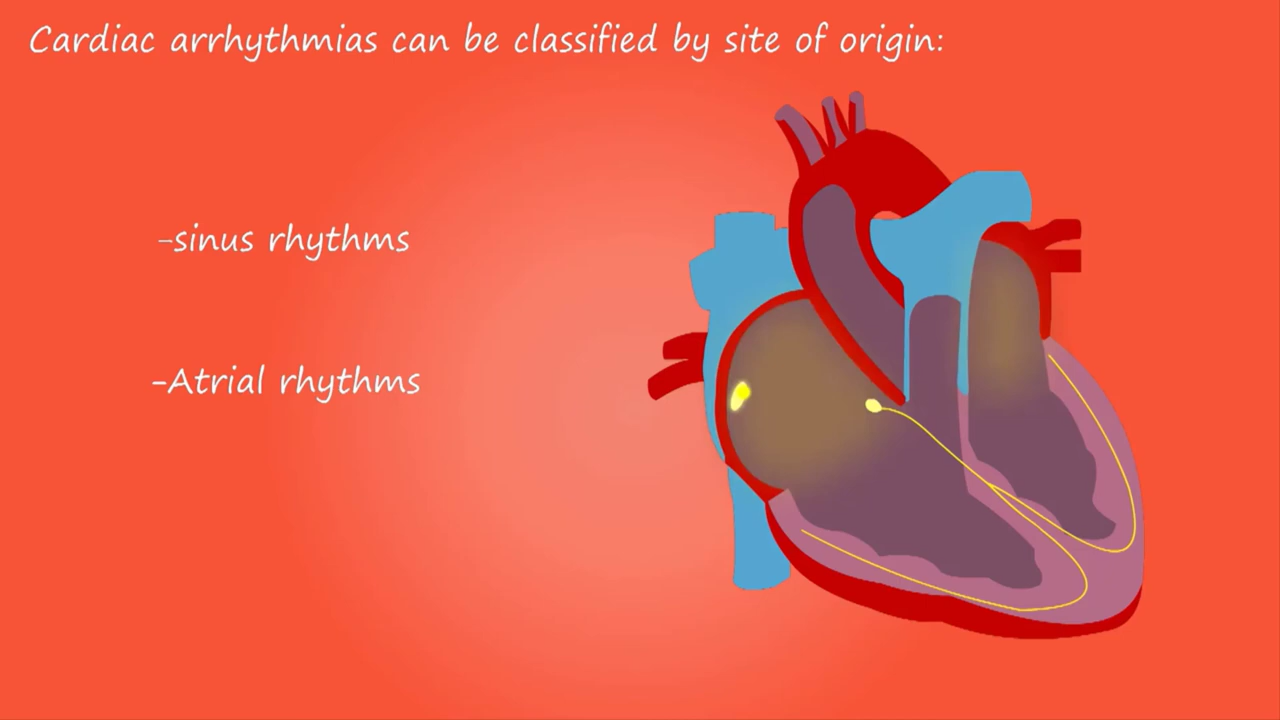 Cardiac arrhythmias can be classified by site of origin:
-sinus rhythms
-Atrial rhythms